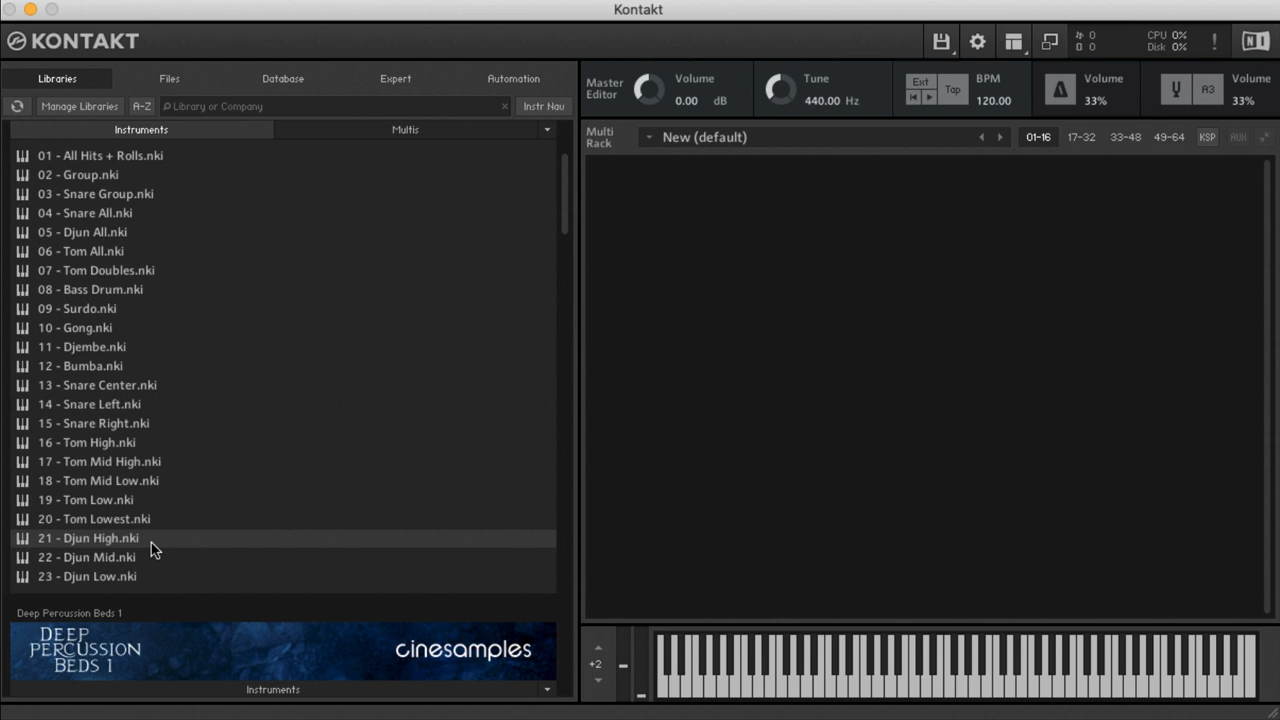 Kontakt
KONTAKT
0
0
CPU 0%
Disk 0%
!
Libraries
Files
Database
Expert
Automation
Manage Libraries
A-Z
Library or Company
×
Instr Nav
Instruments
Multis
01 - All Hits + Rolls.nki
02 - Group.nki
03 - Snare Group.nki
04 - Snare All.nki
05 - Djun All.nki
06 - Tom All.nki
07 - Tom Doubles.nki
08 - Bass Drum.nki
09 - Surdo.nki
10 - Gong.nki
11 - Djembe.nki
12 - Bumba.nki
13 - Snare Center.nki
14 - Snare Left.nki
15 - Snare Right.nki
16 - Tom High.nki
17 - Tom Mid High.nki
18 - Tom Mid Low.nki
19 - Tom Low.nki
20 - Tom Lowest.nki
21 - Djun High.nki
22 - Djun Mid.nki
23 - Djun Low.nki
Deep Percussion Beds 1
DEEP
PERCUSSION
BEDS 1
cinesamples
Instruments
Master
Editor
Volume
0.00 dB
Tune
440.00 Hz
Ext
Tap
BPM
120.00
Volume
33%
A3
Volume
33%
Multi
Rack
New (default)
01-16
17-32
33-48
49-64
KSP
AUX
+2